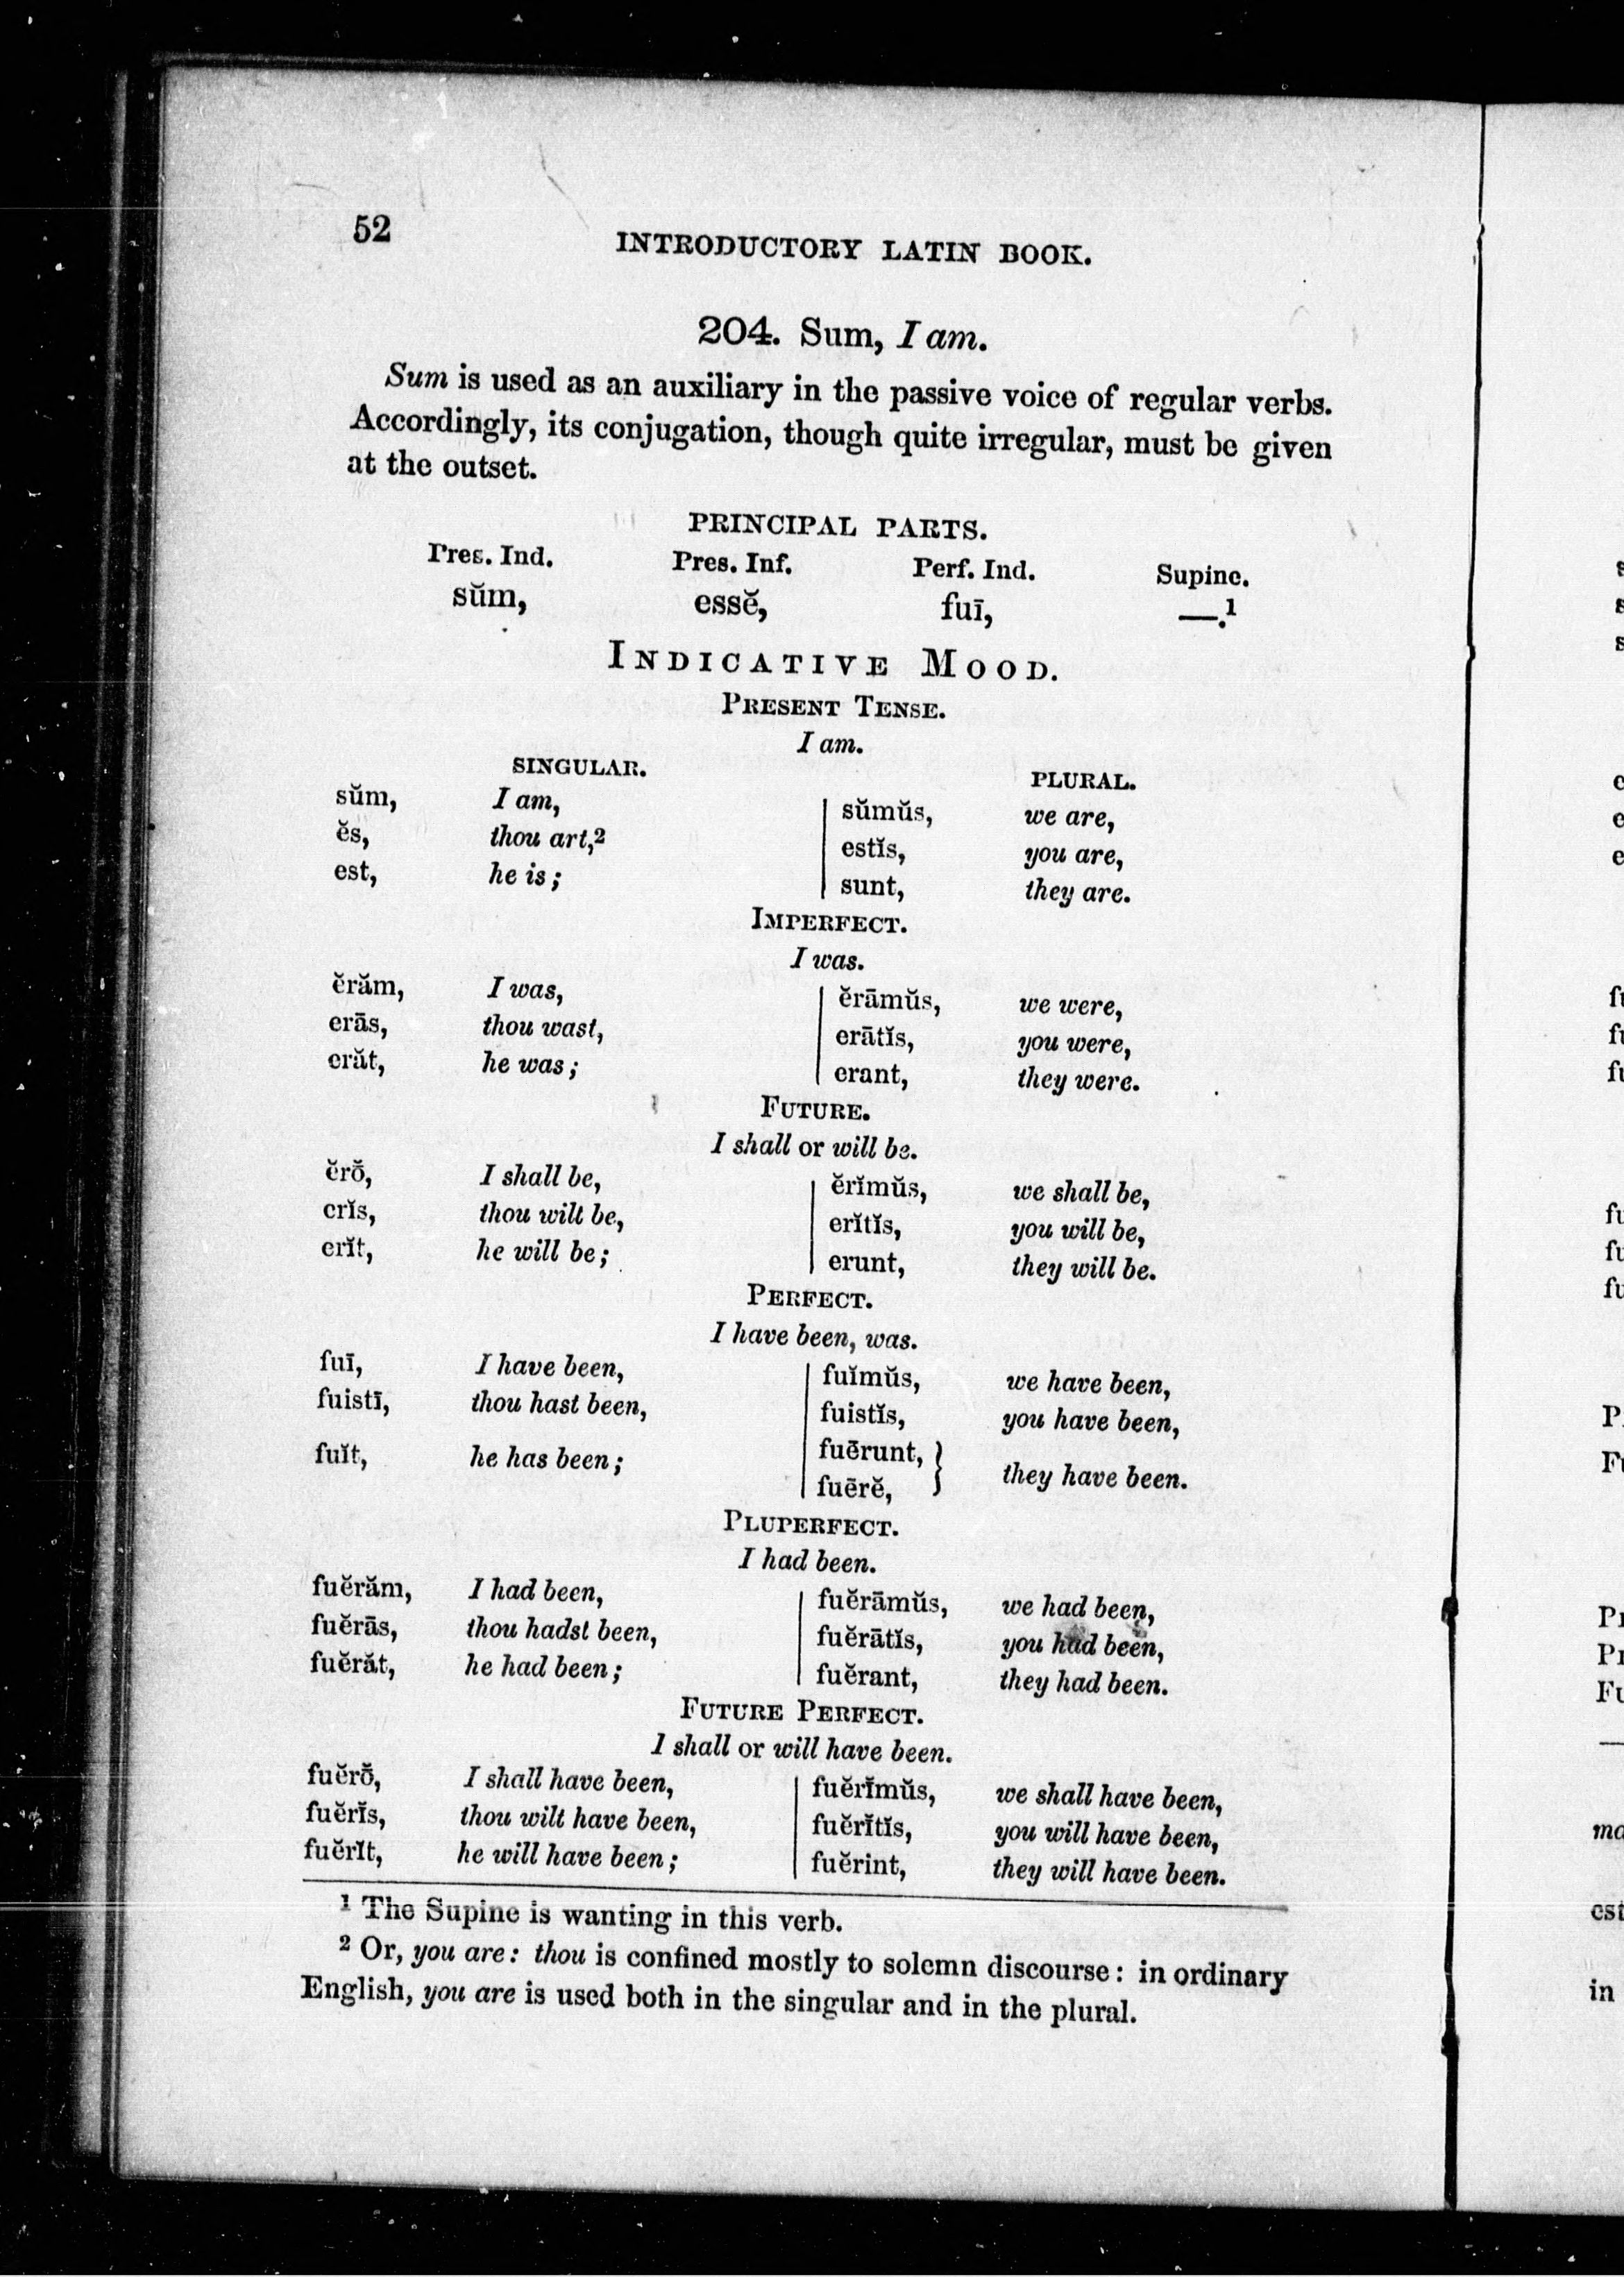 52
INTRODUCTORY LATIN BOOK.
204. Sum, I am.
Sum is used as an auxiliary in the passive voice of regular verbs.
Accordingly, its conjugation, though quite irregular, must be given
at the outset.
PRINCIPAL PARTS.
Pres. Ind. Pres. Inf. Perf. Ind. Supine.
sŭm, essĕ, fuī, —.¹
INDICATIVE MOOD.
PRESENT TENSE.
I am.
SINGULAR. PLURAL.
sŭm, I am, sŭmŭs, we are,
ĕs, thou art,² estĭs, you are,
est, he is; sunt, they are.
IMPERFECT.
I was.
ĕrăm, I was, ĕrāmŭs, we were,
erās, thou wast, erātĭs, you were,
erăt, he was; erant, they were.
FUTURE.
I shall or will be.
ĕrō̆, I shall be, ĕrĭmŭs, we shall be,
erĭs, thou wilt be, erĭtĭs, you will be,
erĭt, he will be; erunt, they will be.
PERFECT.
I have been, was.
fuī, I have been, fuĭmŭs, we have been,
fuistī, thou hast been, fuistĭs, you have been,
fuĭt, he has been; fuērunt, fuērĕ, } they have been.
PLUPERFECT.
I had been.
fuĕrăm, I had been, fuĕrāmŭs, we had been,
fuĕrās, thou hadst been, fuĕrātĭs, you had been,
fuĕrăt, he had been; fuĕrant, they had been.
FUTURE PERFECT.
I shall or will have been.
fuĕrō̆, I shall have been, fuĕrī̆mŭs, we shall have been,
fuĕrī̆s, thou wilt have been, fuĕrī̆tĭs, you will have been,
fuĕrĭt, he will have been; fuĕrint, they will have been.
¹ The Supine is wanting in this verb.
² Or, you are: thou is confined mostly to solemn discourse: in ordinary
English, you are is used both in the singular and in the plural.